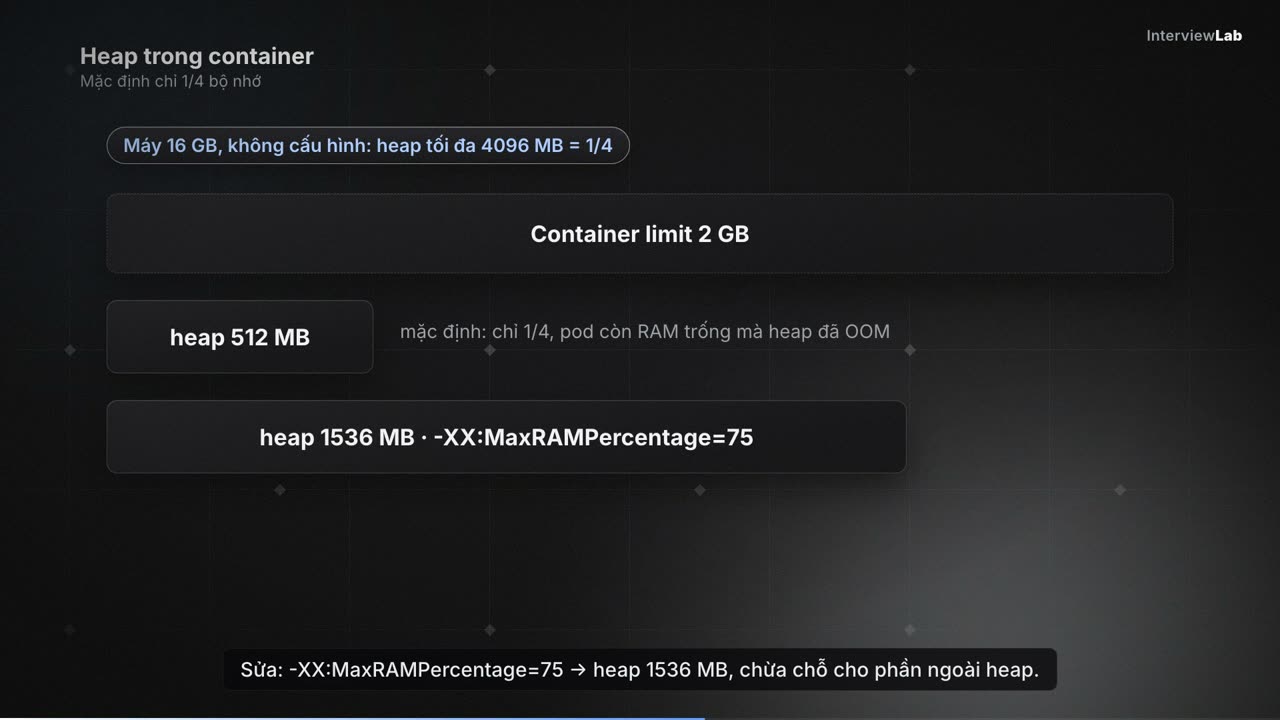 InterviewLab
Heap trong container
Mặc định chỉ 1/4 bộ nhớ
Máy 16 GB, không cấu hình: heap tối đa 4096 MB = 1/4
Container limit 2 GB
heap 512 MB
mặc định: chỉ 1/4, pod còn RAM trống mà heap đã OOM
heap 1536 MB · -XX:MaxRAMPercentage=75
Sửa: -XX:MaxRAMPercentage=75 → heap 1536 MB, chừa chỗ cho phần ngoài heap.